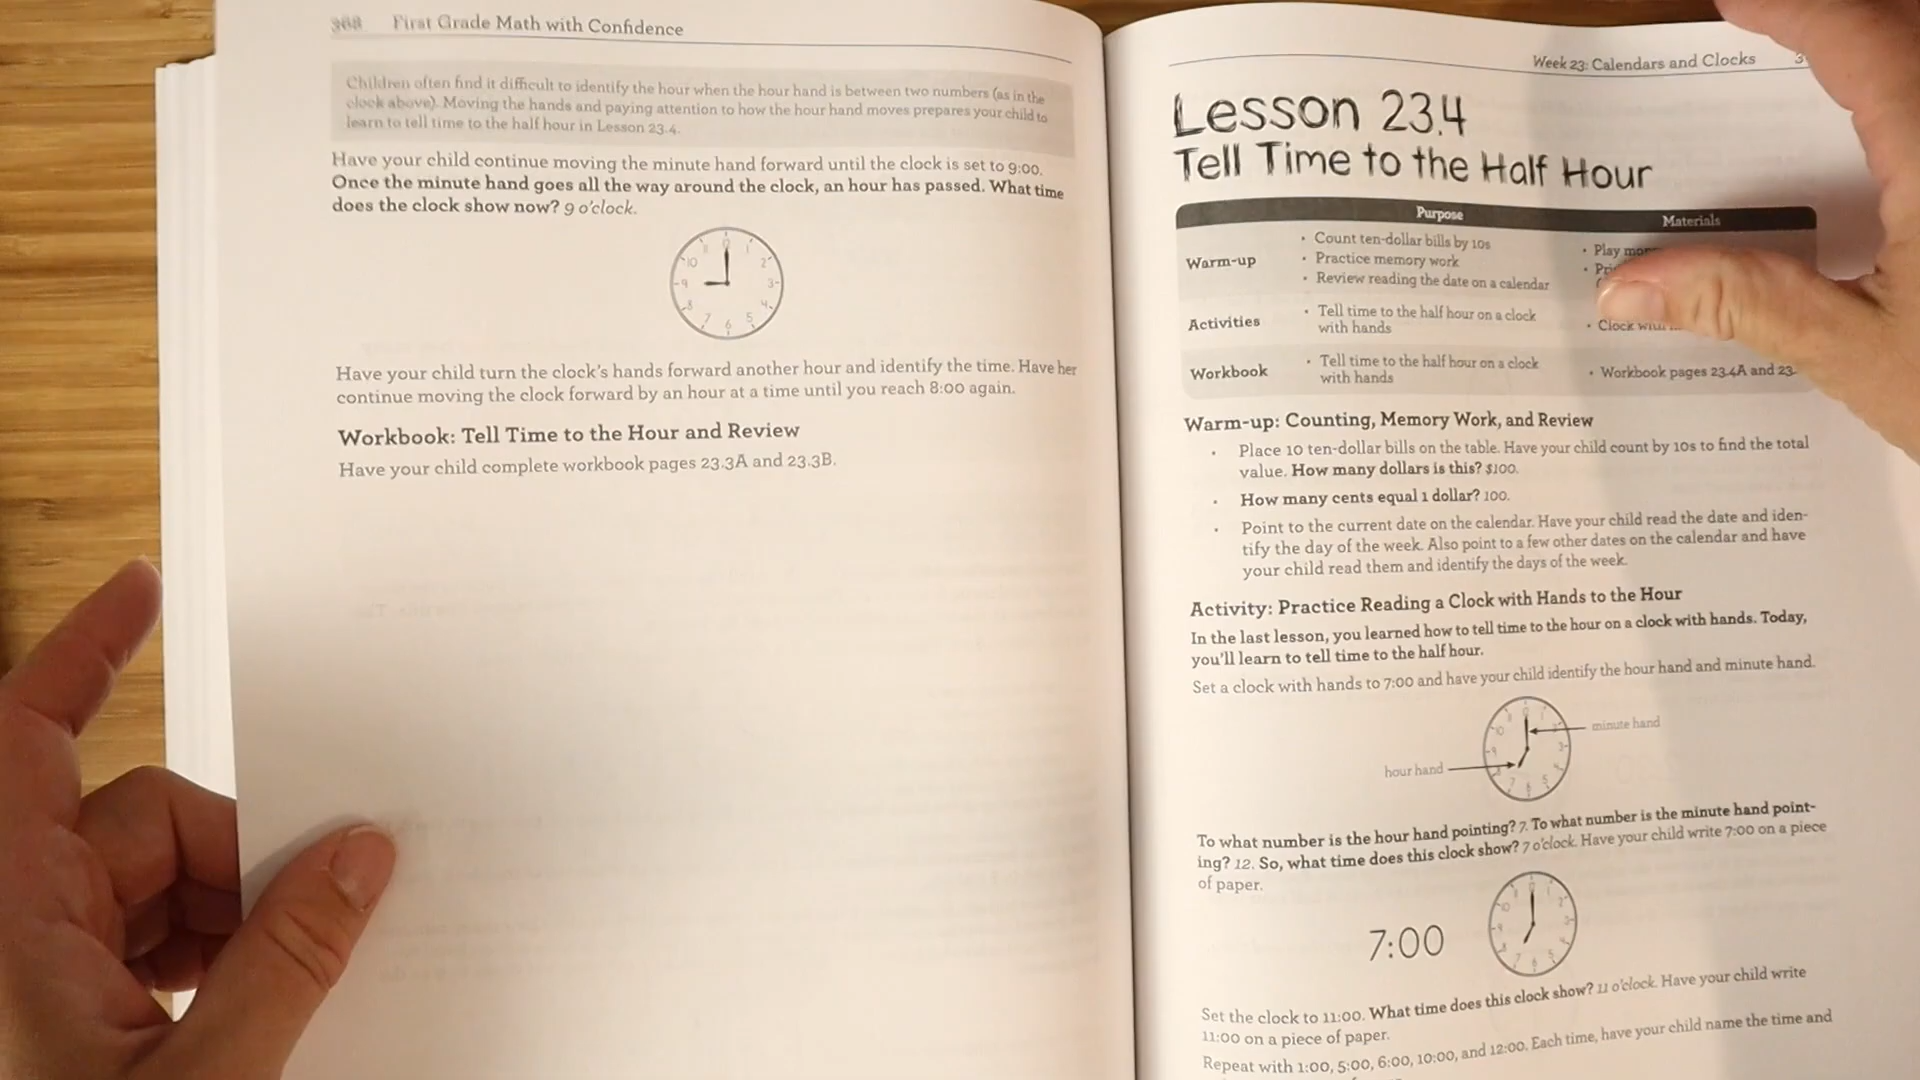 368 First Grade Math with Confidence
Children often find it difficult to identify the hour when the hour hand is between two numbers (as in the
clock above). Moving the hands and paying attention to how the hour hand moves prepares your child to
learn to tell time to the half hour in Lesson 23.4.
Have your child continue moving the minute hand forward until the clock is set to 9:00.
Once the minute hand goes all the way around the clock, an hour has passed. What time
does the clock show now? 9 o'clock.
Have your child turn the clock's hands forward another hour and identify the time. Have her
continue moving the clock forward by an hour at a time until you reach 8:00 again.
Workbook: Tell Time to the Hour and Review
Have your child complete workbook pages 23.3A and 23.3B.
Week 23: Calendars and Clocks
Lesson 23.4
Tell Time to the Half Hour
Purpose Materials
Warm-up
• Count ten-dollar bills by 10s
• Practice memory work
• Review reading the date on a calendar
• Play
Activities
• Tell time to the half hour on a clock
with hands
• Clock
Workbook
• Tell time to the half hour on a clock
with hands
• Workbook pages 23.4A and
Warm-up: Counting, Memory Work, and Review
• Place 10 ten-dollar bills on the table. Have your child count by 10s to find the total
value. How many dollars is this? $100.
• How many cents equal 1 dollar? 100.
• Point to the current date on the calendar. Have your child read the date and iden-
tify the day of the week. Also point to a few other dates on the calendar and have
your child read them and identify the days of the week.
Activity: Practice Reading a Clock with Hands to the Hour
In the last lesson, you learned how to tell time to the hour on a clock with hands. Today,
you'll learn to tell time to the half hour.
Set a clock with hands to 7:00 and have your child identify the hour hand and minute hand.
minute hand
hour hand
To what number is the hour hand pointing? 7. To what number is the minute hand point-
ing? 12. So, what time does this clock show? 7 o'clock. Have your child write 7:00 on a piece
of paper.
7:00
Set the clock to 11:00. What time does this clock show? 11 o'clock. Have your child write
11:00 on a piece of paper.
Repeat with 1:00, 5:00, 6:00, 10:00, and 12:00. Each time, have your child name the time and